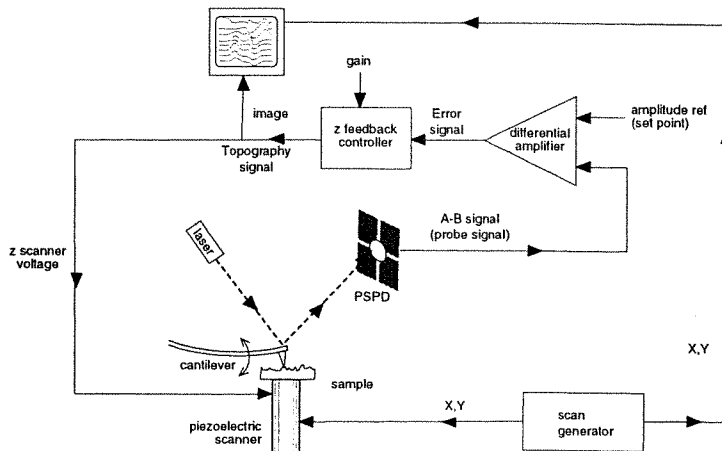 gain
image
z feedback
controller
Error
signal
differential
amplifier
amplitude ref
(set point)
Topography
signal
A-B signal
(probe signal)
laser
z scanner
voltage
PSPD
cantilever
sample
X,Y
X,Y
piezoelectric
scanner
scan
generator